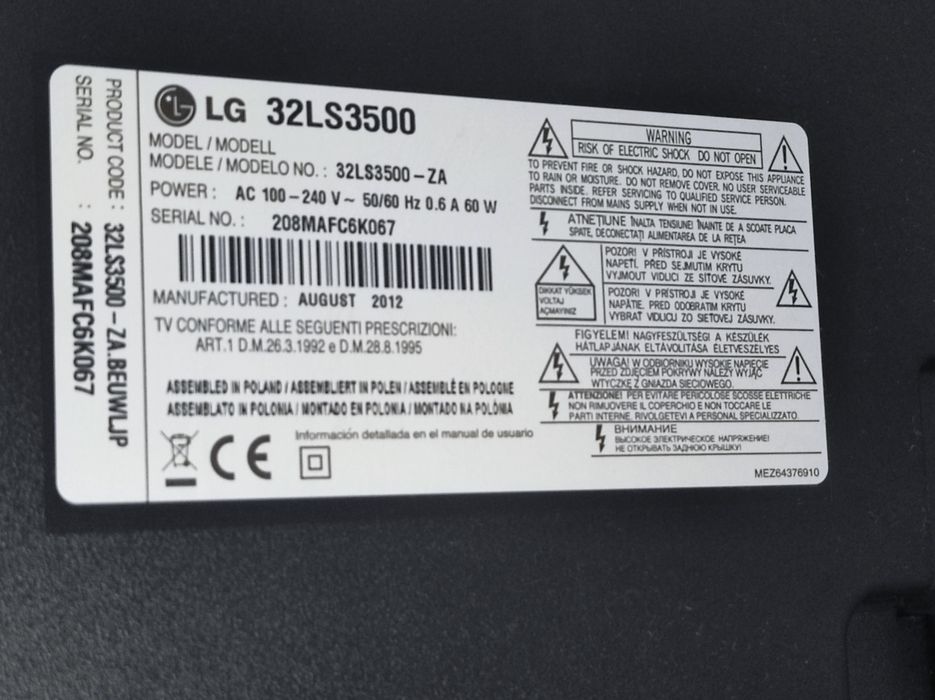 PRODUCT CODE : 32LS3500 - ZA.BEUWLJP
SERIAL NO. : 208MAFC6K067
LG 32LS3500
MODEL / MODELL
MODELE / MODELO NO. : 32LS3500 - ZA
POWER : AC 100 - 240 V ~ 50/60 Hz 0.6 A 60 W
SERIAL NO. : 208MAFC6K067
MANUFACTURED : AUGUST 2012
TV CONFORME ALLE SEGUENTI PRESCRIZIONI:
ART.1 D.M.26.3.1992 e D.M.28.8.1995
ASSEMBLED IN POLAND / ASSEMBLIERT IN POLEN / ASSEMBLÉ EN POLOGNE
ASSEMBLATO IN POLONIA / MONTADO EN POLONIA / MONTADO NA POLÔNIA
CE
Información detallada en el manual de usuario
WARNING
RISK OF ELECTRIC SHOCK DO NOT OPEN
TO PREVENT FIRE OR SHOCK HAZARD, DO NOT EXPOSE THIS APPLIANCE
TO RAIN OR MOISTURE. DO NOT REMOVE COVER. NO USER SERVICEABLE
PARTS INSIDE. REFER SERVICING TO QUALIFIED SERVICE PERSON.
DISCONNECT FROM MAINS SUPPLY WHEN NOT IN USE.
ATNEŢIUNE ÎNALTA TENSIUNE! ÎNAINTE DE A SCOATE PLACA
SPATE, DECONECTAŢI ALIMENTAREA DE LA REŢEA
DIKKAT YÜKSEK
VOLTAJ
AÇMAYINIZ
POZOR! V PŘÍSTROJI JE VYSOKÉ
NAPĚTÍ. PŘED SEJMUTIM KRYTU
VYJMOUT VIDLICI ZE SÍŤOVÉ ZÁSUVKY.
POZOR! V PRÍSTROJI JE VYSOKÉ
NAPÄTIE. PRED ODOBRATIM KRYTU
VYBRAŤ VIDLICU ZO SIEŤOVEJ ZÁSUVKY.
FIGYELEM! NAGYFESZÜLTSÉGI A KÉSZÜLÉK
HÁTLAPJÁNAK ELTÁVOLÍTÁSA ÉLETVESZÉLYES
UWAGA! W ODBIORNIKU WYSOKIE NAPIĘCIE
PRZED ZDJĘCIEM POKRYWY NALEŻY WYJĄĆ
WTYCZKĘ Z GNIAZDA SIECIOWEGO.
ATTENZIONE! PER EVITARE PERICOLOSE SCOSSE ELETTRICHE
NON RIMUOVERE IL COPERCHIO E NON TOCCARE LE
PARTI INTERNE. RIVOLGETEVI A PERSONAL SPECIALIZZATO.
ВНИМАНИЕ
ВЫСОКОЕ ЭЛЕКТРИЧЕСКОЕ НАПРЯЖЕНИЕ!
НЕ ОТКРЫВАТЬ ЗАДНЮЮ КРЫШКУ!
MEZ64376910